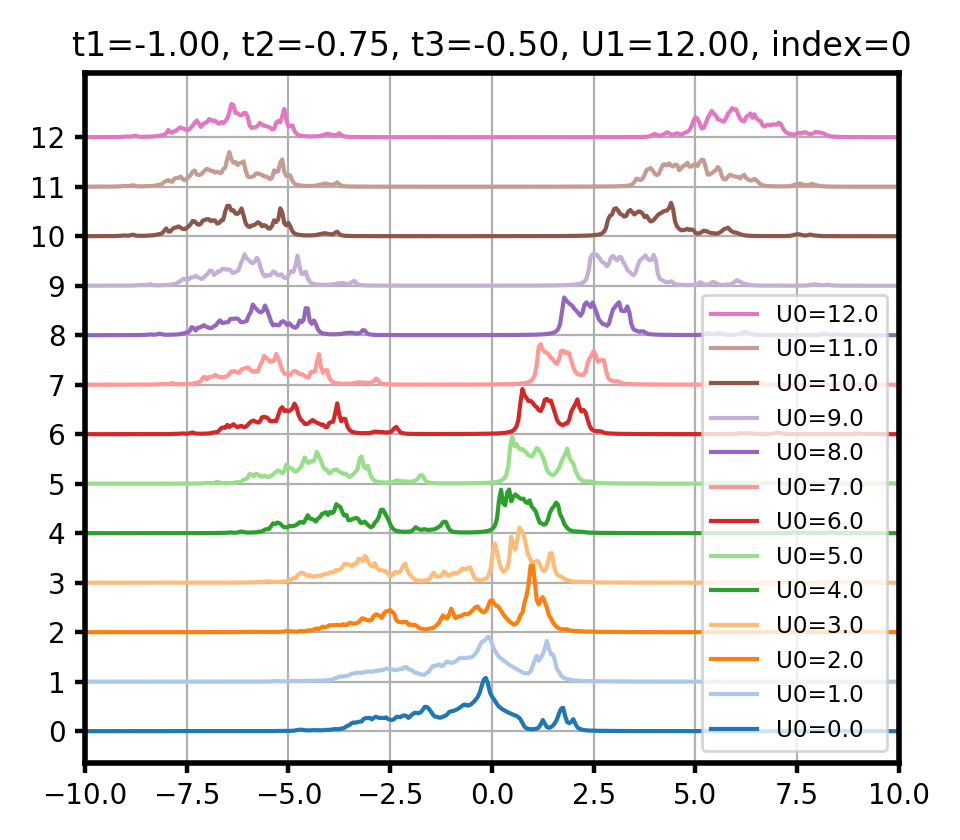 t1=-1.00, t2=-0.75, t3=-0.50, U1=12.00, index=0
12
11
10
9
8
7
6
5
4
3
2
1
0
U0=12.0
U0=11.0
U0=10.0
U0=9.0
U0=8.0
U0=7.0
U0=6.0
U0=5.0
U0=4.0
U0=3.0
U0=2.0
U0=1.0
U0=0.0
−10.0 −7.5 −5.0 −2.5 0.0 2.5 5.0 7.5 10.0